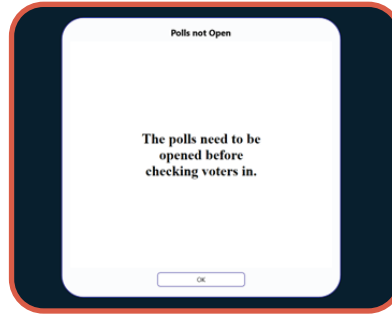 Polls not Open
The polls need to be
opened before
checking voters in.
OK